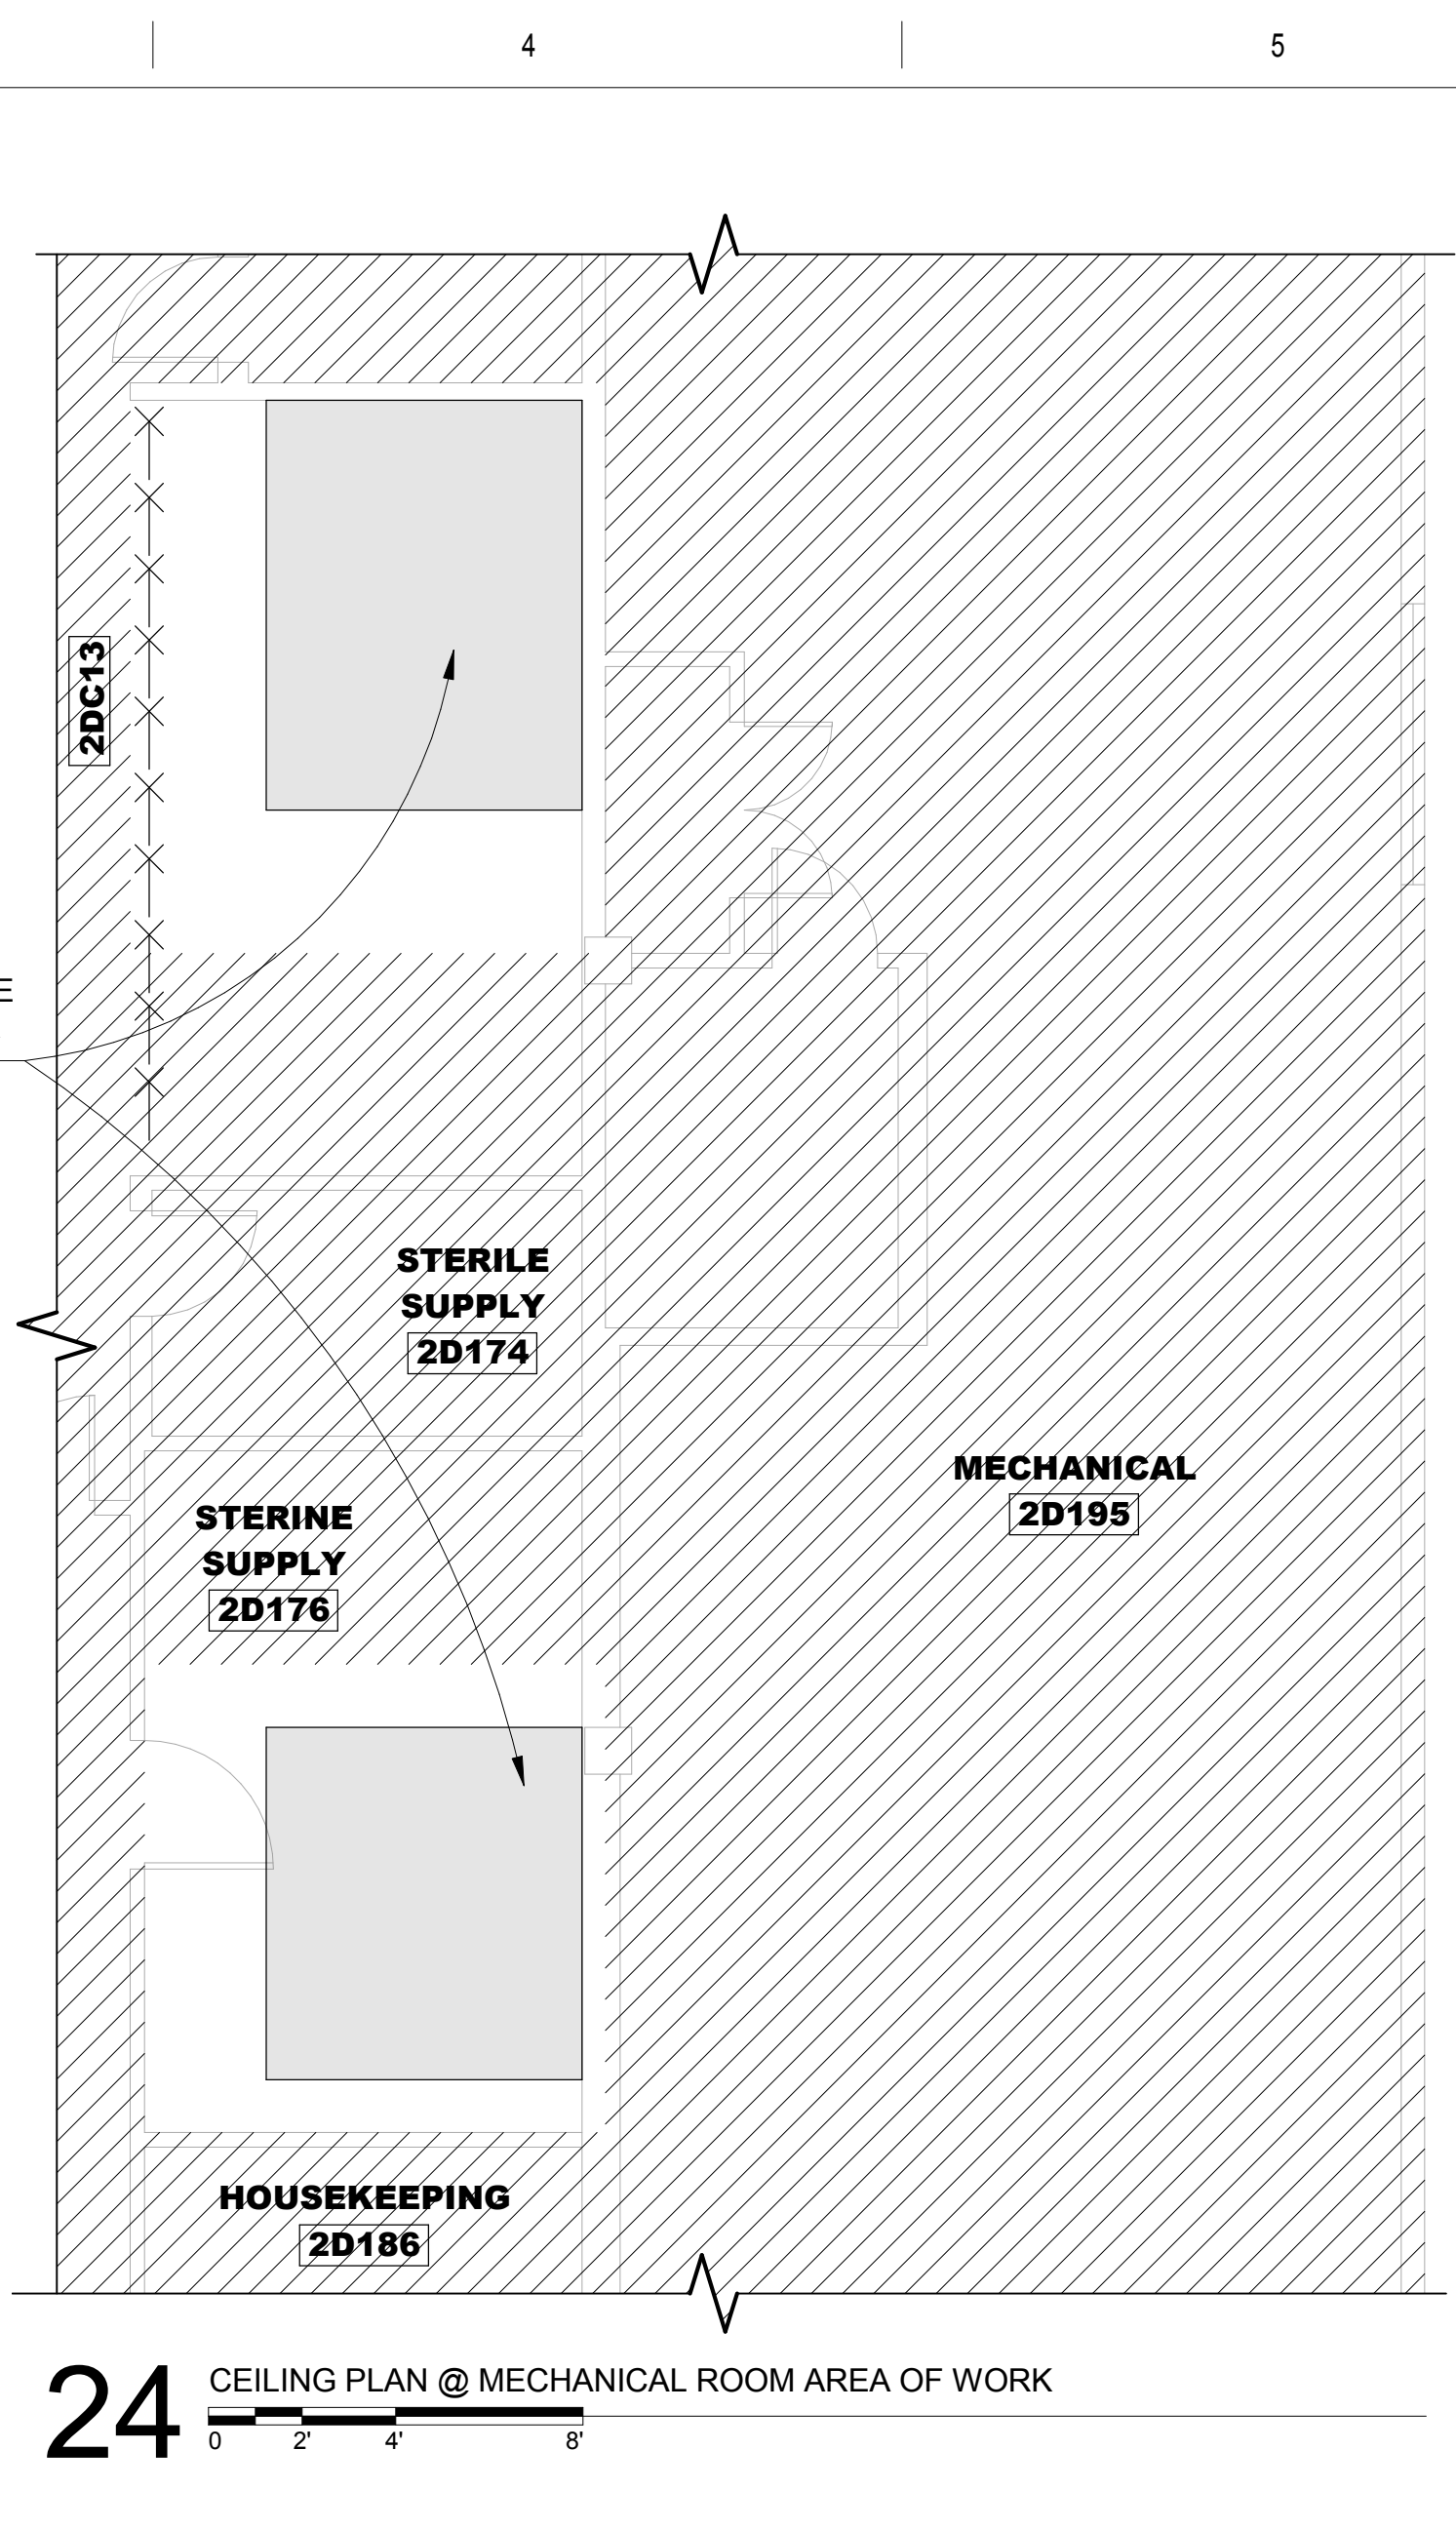 4
5
2DC13
E
STERILE
SUPPLY
2D174
MECHANICAL
2D195
STERINE
SUPPLY
2D176
HOUSEKEEPING
2D186
24
CEILING PLAN @ MECHANICAL ROOM AREA OF WORK
0 2' 4' 8'